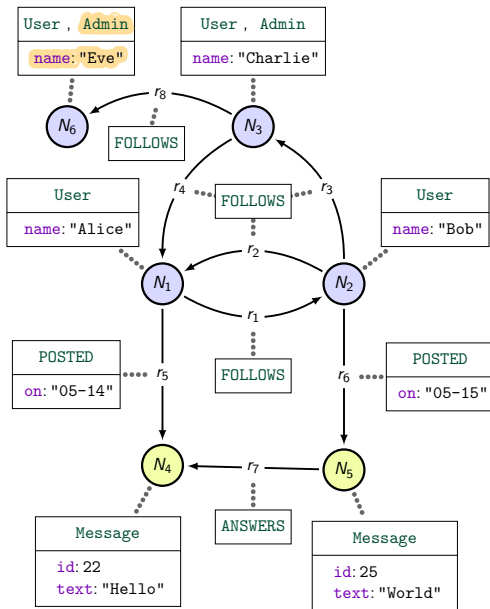 User , Admin
name: "Eve"
User , Admin
name: "Charlie"
r8
N6
N3
FOLLOWS
User
name: "Alice"
r4
FOLLOWS
r3
User
name: "Bob"
r2
N1
N2
r1
FOLLOWS
POSTED
on: "05-14"
r5
r6
POSTED
on: "05-15"
N4
r7
N5
ANSWERS
Message
id: 22
text: "Hello"
Message
id: 25
text: "World"